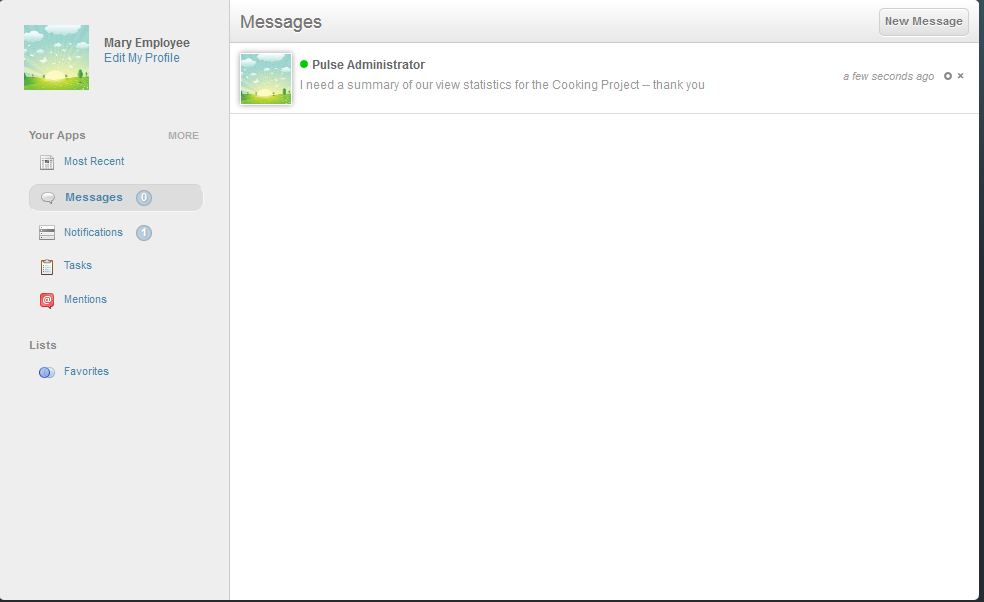 Mary Employee
Edit My Profile
Your Apps MORE
Most Recent
Messages 0
Notifications 1
Tasks
@ Mentions
Lists
Favorites
Messages
New Message
Pulse Administrator
I need a summary of our view statistics for the Cooking Project -- thank you
a few seconds ago